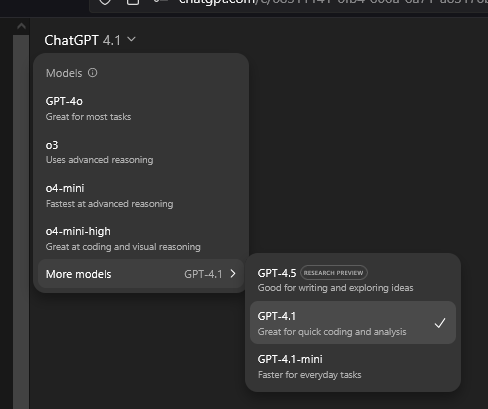 ChatGPT 4.1
Models
GPT-4o
Great for most tasks
o3
Uses advanced reasoning
o4-mini
Fastest at advanced reasoning
o4-mini-high
Great at coding and visual reasoning
More models GPT-4.1
GPT-4.5 RESEARCH PREVIEW
Good for writing and exploring ideas
GPT-4.1
Great for quick coding and analysis
GPT-4.1-mini
Faster for everyday tasks